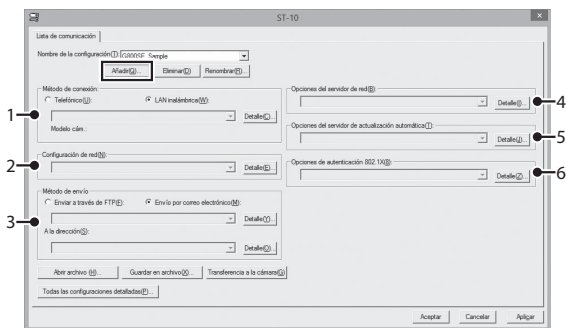 ST-10
Lista de comunicación
Nombre de la configuración(T): G800SE_Sample
Añadir(G)... Eliminar(D) Renombrar(R)...
Método de conexión
Telefónico(U): LAN inalámbrica(W):
1
Detalle(C)...
Modelo cám.:
Configuración de red(N):
2
Detalle(E)...
Método de envío
Enviar a través de FTP(F): Envío por correo electrónico(M):
3
Detalle(Y)...
A la dirección(S):
Detalle(O)...
Abrir archivo (H)... Guardar en archivo(X)... Transferencia a la cámara(G)
Todas las configuraciones detalladas(P)...
Opciones del servidor de red(B):
Detalle(I)...
4
Opciones del servidor de actualización automática(T):
Detalle(J)...
5
Opciones de autenticación 802.1X(8):
Detalle(Z)...
6
Aceptar Cancelar Aplicar